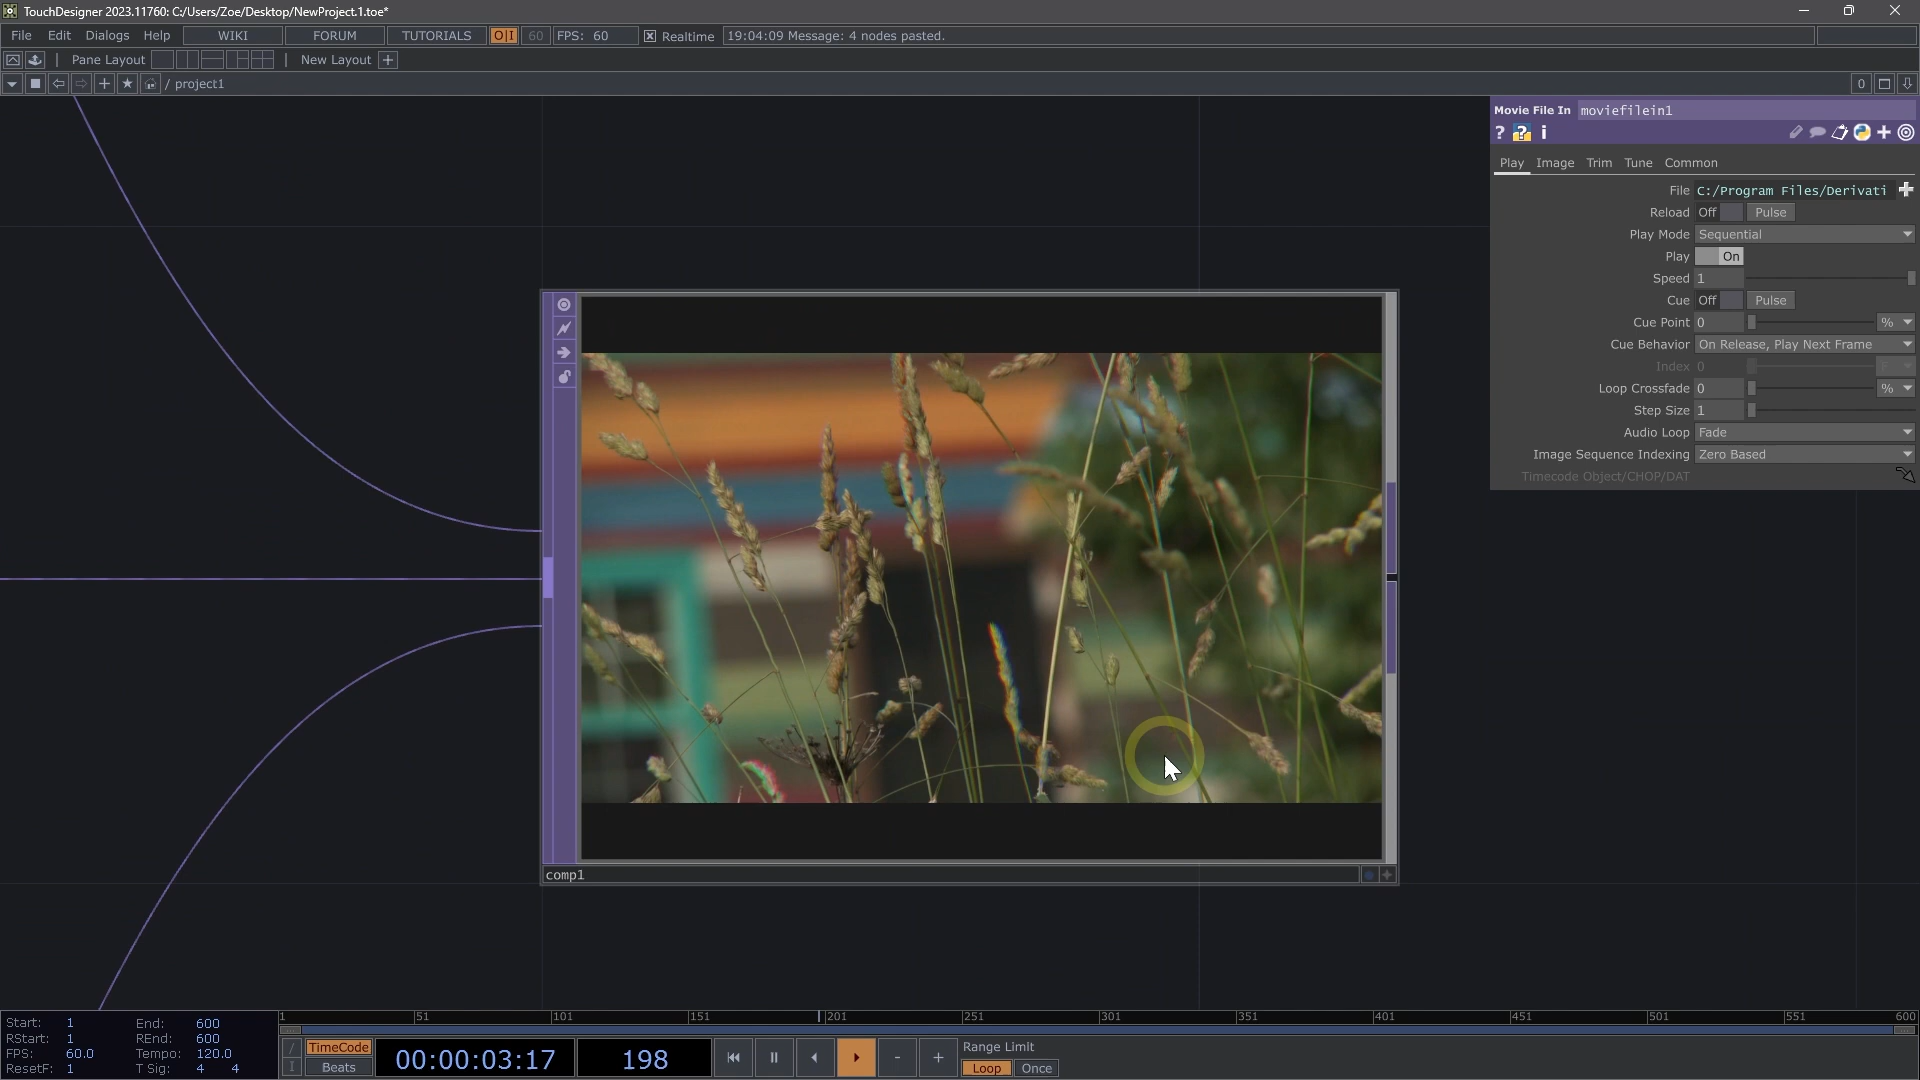 TouchDesigner 2023.11760: C:/Users/Zoe/Desktop/NewProject.1.toe*
File Edit Dialogs Help WIKI FORUM TUTORIALS O|I 60 FPS: 60 Realtime 19:04:09 Message: 4 nodes pasted.
Pane Layout New Layout +
/ project1 0
Movie File In moviefilein1
? ? i
Play Image Trim Tune Common
File C:/Program Files/Derivati
Reload Off Pulse
Play Mode Sequential
Play On
Speed 1
Cue Off Pulse
Cue Point 0 %
Cue Behavior On Release, Play Next Frame
Index 0
Loop Crossfade 0 %
Step Size 1
Audio Loop Fade
Image Sequence Indexing Zero Based
Timecode Object/CHOP/DAT
comp1
1 51 101 151 201 251 301 351 401 451 501 551 600
Start: 1 End: 600
RStart: 1 REnd: 600
FPS: 60.0 Tempo: 120.0
ResetF: 1 T Sig: 4 4
/ I
TimeCode
Beats
00:00:03:17 198
- +
Range Limit
Loop Once